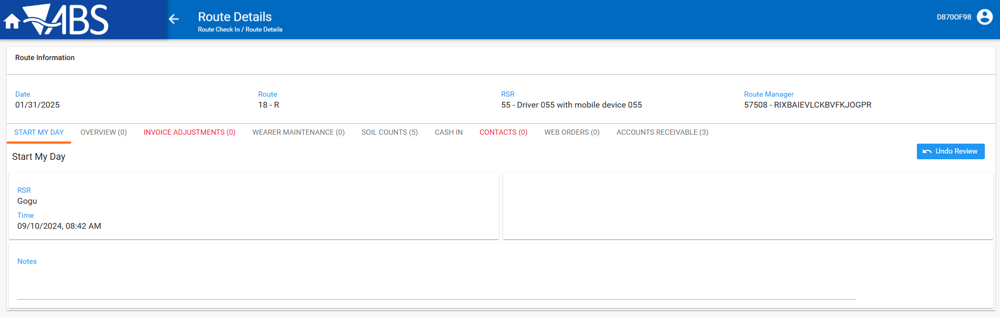 ABS
Route Details
Route Check In / Route Details
D870OF98
Route Information
Date
01/31/2025
Route
18 - R
RSR
55 - Driver 055 with mobile device 055
Route Manager
57508 - RIXBAIEVLCKBVFKJOGPR
START MY DAY
OVERVIEW (0)
INVOICE ADJUSTMENTS (0)
WEARER MAINTENANCE (0)
SOIL COUNTS (5)
CASH IN
CONTACTS (0)
WEB ORDERS (0)
ACCOUNTS RECEIVABLE (3)
Start My Day
Undo Review
RSR
Gogu
Time
09/10/2024, 08:42 AM
Notes